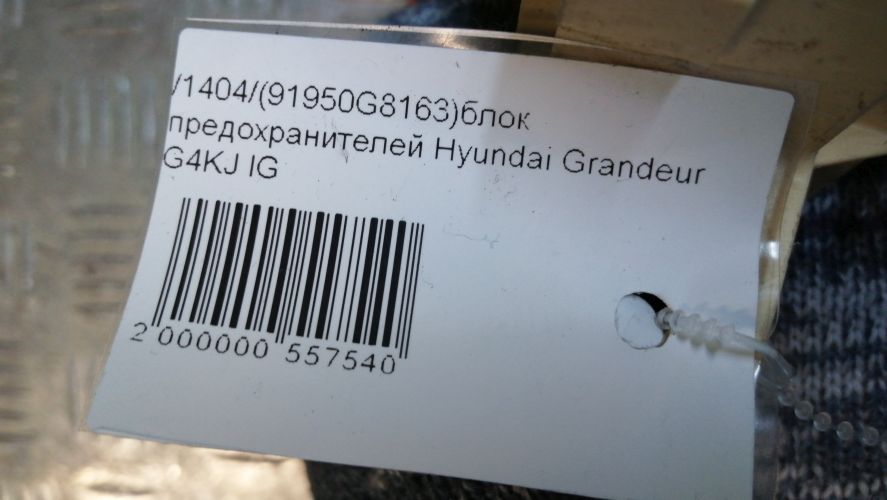 /1404/(91950G8163)блок
предохранителей Hyundai Grandeur
G4KJ IG
2 000000 557540